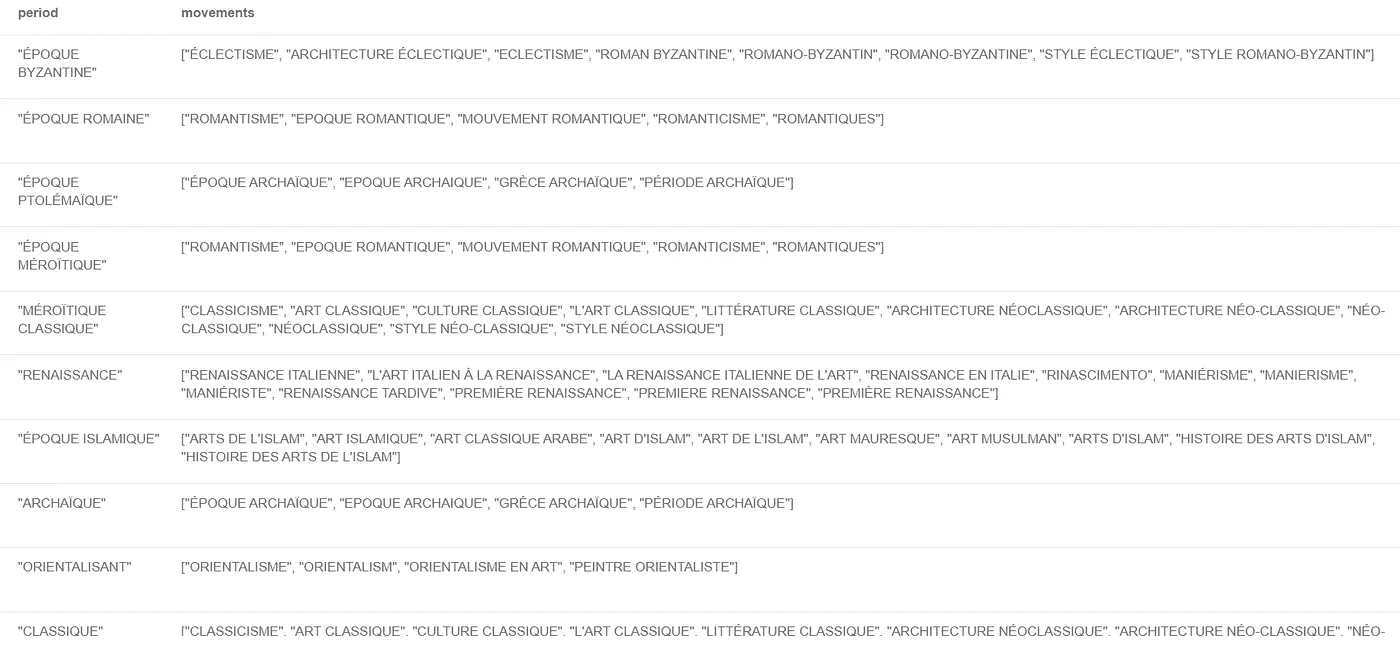 period movements
"ÉPOQUE BYZANTINE" ["ÉCLECTISME", "ARCHITECTURE ÉCLECTIQUE", "ECLECTISME", "ROMAN BYZANTINE", "ROMANO-BYZANTIN", "ROMANO-BYZANTINE", "STYLE ÉCLECTIQUE", "STYLE ROMANO-BYZANTIN"]
"ÉPOQUE ROMAINE" ["ROMANTISME", "EPOQUE ROMANTIQUE", "MOUVEMENT ROMANTIQUE", "ROMANTICISME", "ROMANTIQUES"]
"ÉPOQUE PTOLÉMAÏQUE" ["ÉPOQUE ARCHAÏQUE", "EPOQUE ARCHAIQUE", "GRÈCE ARCHAÏQUE", "PÉRIODE ARCHAÏQUE"]
"ÉPOQUE MÉROÏTIQUE" ["ROMANTISME", "EPOQUE ROMANTIQUE", "MOUVEMENT ROMANTIQUE", "ROMANTICISME", "ROMANTIQUES"]
"MÉROÏTIQUE CLASSIQUE" ["CLASSICISME", "ART CLASSIQUE", "CULTURE CLASSIQUE", "L'ART CLASSIQUE", "LITTÉRATURE CLASSIQUE", "ARCHITECTURE NÉOCLASSIQUE", "ARCHITECTURE NÉO-CLASSIQUE", "NÉO-
CLASSIQUE", "NÉOCLASSIQUE", "STYLE NÉO-CLASSIQUE", "STYLE NÉOCLASSIQUE"]
"RENAISSANCE" ["RENAISSANCE ITALIENNE", "L'ART ITALIEN À LA RENAISSANCE", "LA RENAISSANCE ITALIENNE DE L'ART", "RENAISSANCE EN ITALIE", "RINASCIMENTO", "MANIÉRISME", "MANIERISME",
"MANIÉRISTE", "RENAISSANCE TARDIVE", "PREMIÈRE RENAISSANCE", "PREMIERE RENAISSANCE", "PREMIÈRE RENAISSANCE"]
"ÉPOQUE ISLAMIQUE" ["ARTS DE L'ISLAM", "ART ISLAMIQUE", "ART CLASSIQUE ARABE", "ART D'ISLAM", "ART DE L'ISLAM", "ART MAURESQUE", "ART MUSULMAN", "ARTS D'ISLAM", "HISTOIRE DES ARTS D'ISLAM",
"HISTOIRE DES ARTS DE L'ISLAM"]
"ARCHAÏQUE" ["ÉPOQUE ARCHAÏQUE", "EPOQUE ARCHAIQUE", "GRÈCE ARCHAÏQUE", "PÉRIODE ARCHAÏQUE"]
"ORIENTALISANT" ["ORIENTALISME", "ORIENTALISM", "ORIENTALISME EN ART", "PEINTRE ORIENTALISTE"]
"CLASSIQUE" ["CLASSICISME", "ART CLASSIQUE", "CULTURE CLASSIQUE", "L'ART CLASSIQUE", "LITTÉRATURE CLASSIQUE", "ARCHITECTURE NÉOCLASSIQUE", "ARCHITECTURE NÉO-CLASSIQUE", "NÉO-